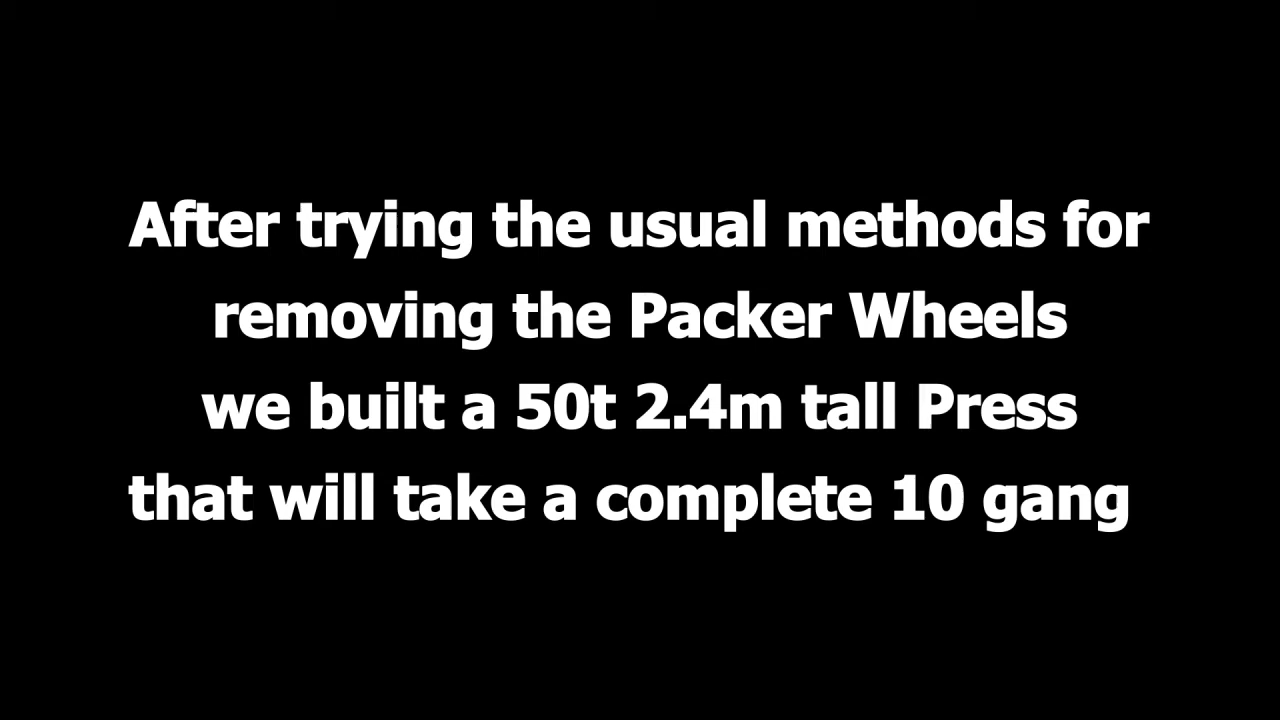 After trying the usual methods for
removing the Packer Wheels
we built a 50t 2.4m tall Press
that will take a complete 10 gang